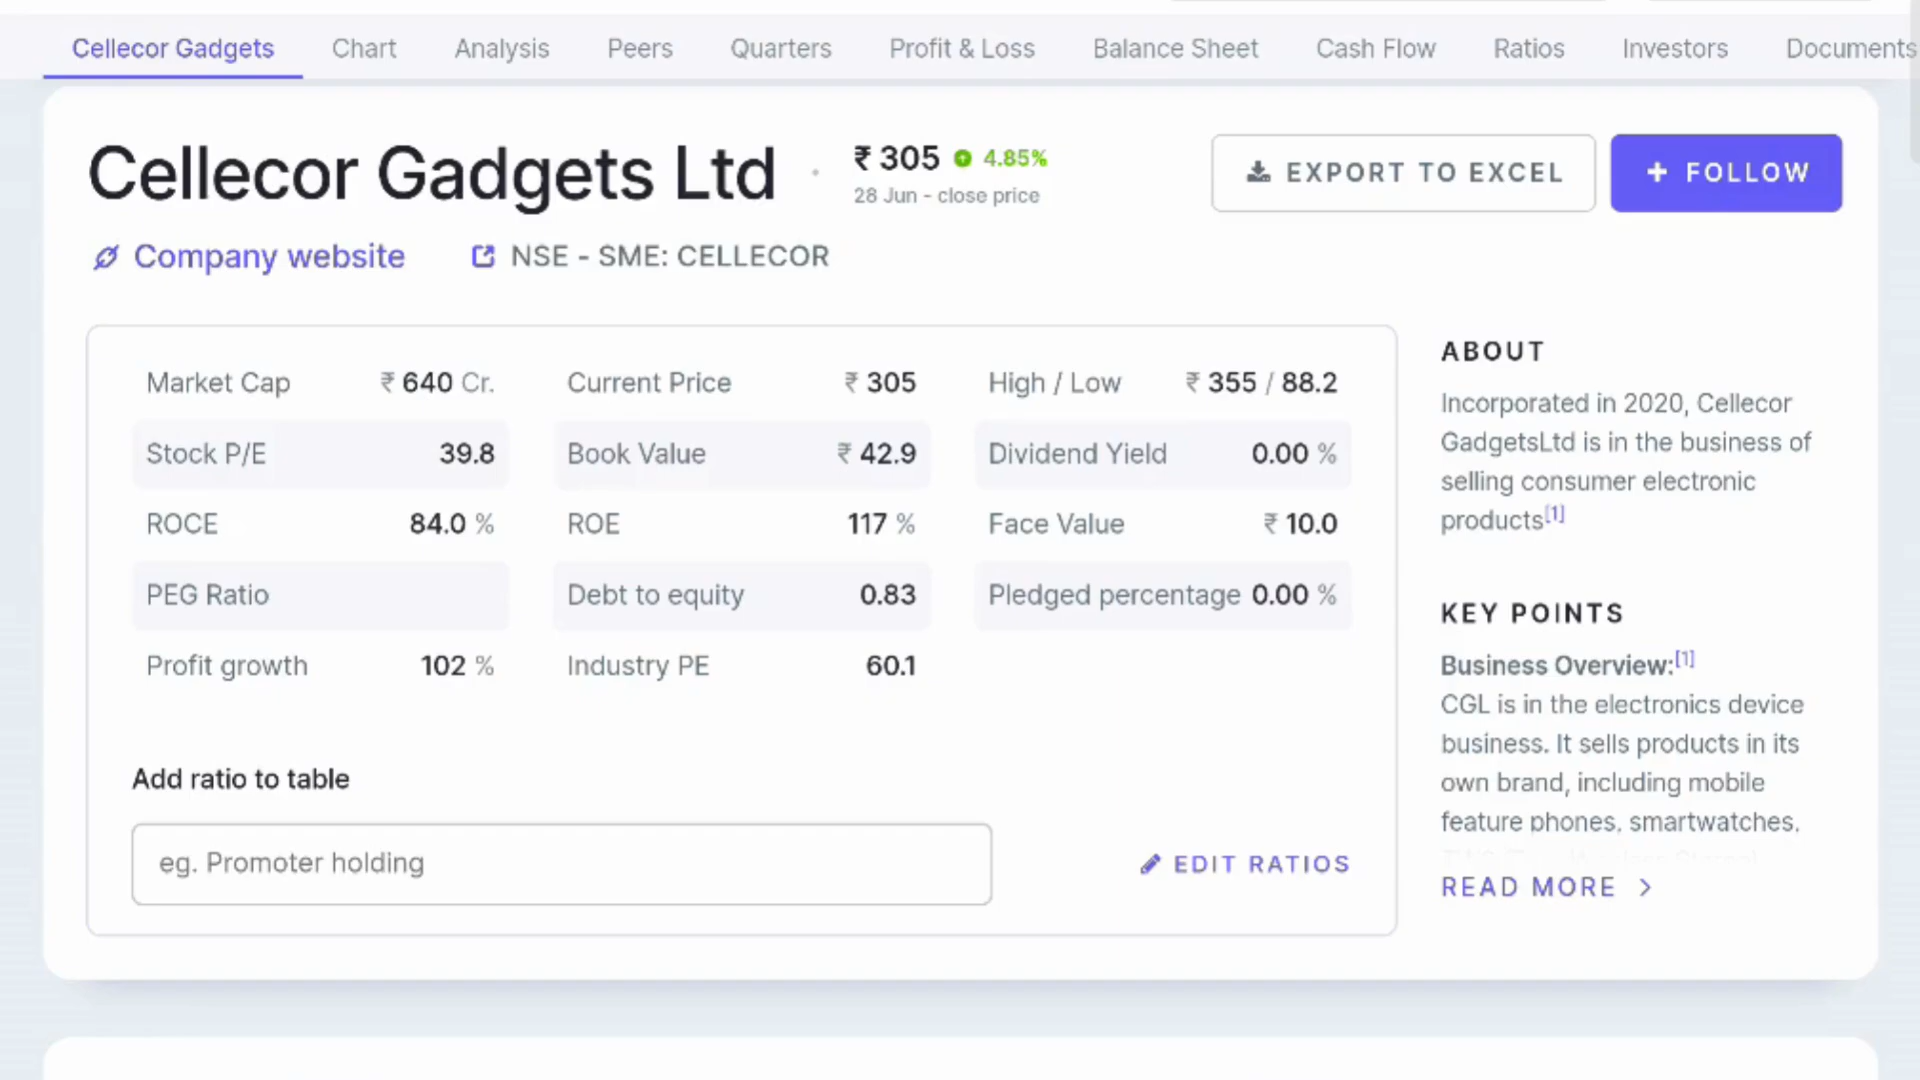 Cellecor Gadgets Chart Analysis Peers Quarters Profit & Loss Balance Sheet Cash Flow Ratios Investors Documents
Cellecor Gadgets Ltd
₹ 305 4.85%
28 Jun - close price
EXPORT TO EXCEL
+ FOLLOW
Company website
NSE - SME: CELLECOR
Market Cap ₹ 640 Cr.
Current Price ₹ 305
High / Low ₹ 355 / 88.2
Stock P/E 39.8
Book Value ₹ 42.9
Dividend Yield 0.00 %
ROCE 84.0 %
ROE 117 %
Face Value ₹ 10.0
PEG Ratio
Debt to equity 0.83
Pledged percentage 0.00 %
Profit growth 102 %
Industry PE 60.1
Add ratio to table
eg. Promoter holding
EDIT RATIOS
ABOUT
Incorporated in 2020, Cellecor
GadgetsLtd is in the business of
selling consumer electronic
products[1]
KEY POINTS
Business Overview:[1]
CGL is in the electronics device
business. It sells products in its
own brand, including mobile
feature phones, smartwatches,
READ MORE